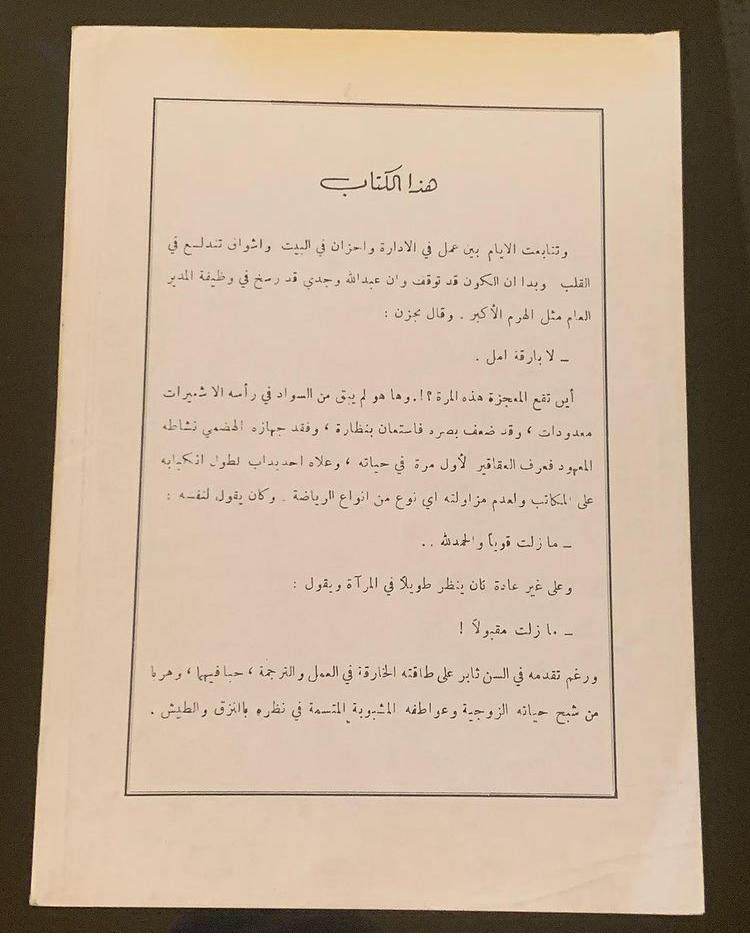 هذا الكتاب
وتتابعت الايام بين عمل في الادارة واحزان في البيت واشواق تندلـع في
القلب وبدا ان الكون قد توقف وان عبدالله وجدي قد رسخ في وظيفة المدير
العام مثل الهرم الأكبر . وقال بحزن :
ــ لا بارقة امل .
أين تقع المعجزة هذه المرة ؟! . وها هو لم يبق من السواد في رأسه الا شعيرات
معدودات ، وقد ضعف بصره فاستعان بنظارة ، وفقد جهازه الهضمي نشاطه
المعهود فعرف العقاقير لأول مرة في حياته ، وعلاه احديداب لطول انكبابه
على المكاتب ولعدم مزاولته اي نوع من انواع الرياضة . وكان يقول لنفسه :
ــ ما زلت قوياً والحمدلله . .
وعلى غير عادة كان ينظر طويلاً في المرآة ويقول :
ــ ما زلت مقبولاً !
ورغم تقدمه في السن ثابر على طاقته الخارقة في العمل والترجمة ، حبا فيهما ، وهربا
من شبح حياته الزوجية وعواطفه المشبوبة المتسمة في نظره بالنزق والطيش .